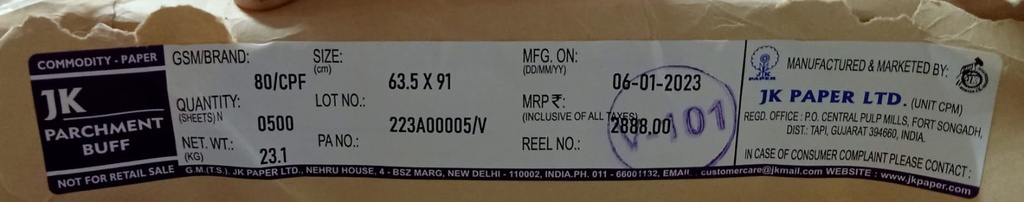 COMMODITY - PAPER
JK
PARCHMENT
BUFF
NOT FOR RETAIL SALE
GSM/BRAND:
80/CPF
QUANTITY:
(SHEETS) N
0500
NET. WT.:
(KG)
23.1
SIZE:
(cm)
63.5 X 91
LOT NO.:
223A00005/V
PA NO.:
MFG. ON:
(DD/MM/YY)
06-01-2023
MRP ₹:
(INCLUSIVE OF ALL TAXES)
2888.00
REEL NO.:
V-101
JK
PAPER
MANUFACTURED & MARKETED BY:
JK PAPER LTD. (UNIT CPM)
REGD. OFFICE : P.O. CENTRAL PULP MILLS, FORT SONGADH,
DIST.: TAPI, GUJARAT 394660, INDIA.
IN CASE OF CONSUMER COMPLAINT PLEASE CONTACT :
G.M.(T.S.), JK PAPER LTD., NEHRU HOUSE, 4 - BSZ MARG, NEW DELHI - 110002, INDIA.PH. 011 - 66001132, EMAIL customercare@jkmail.com WEBSITE : www.jkpaper.com